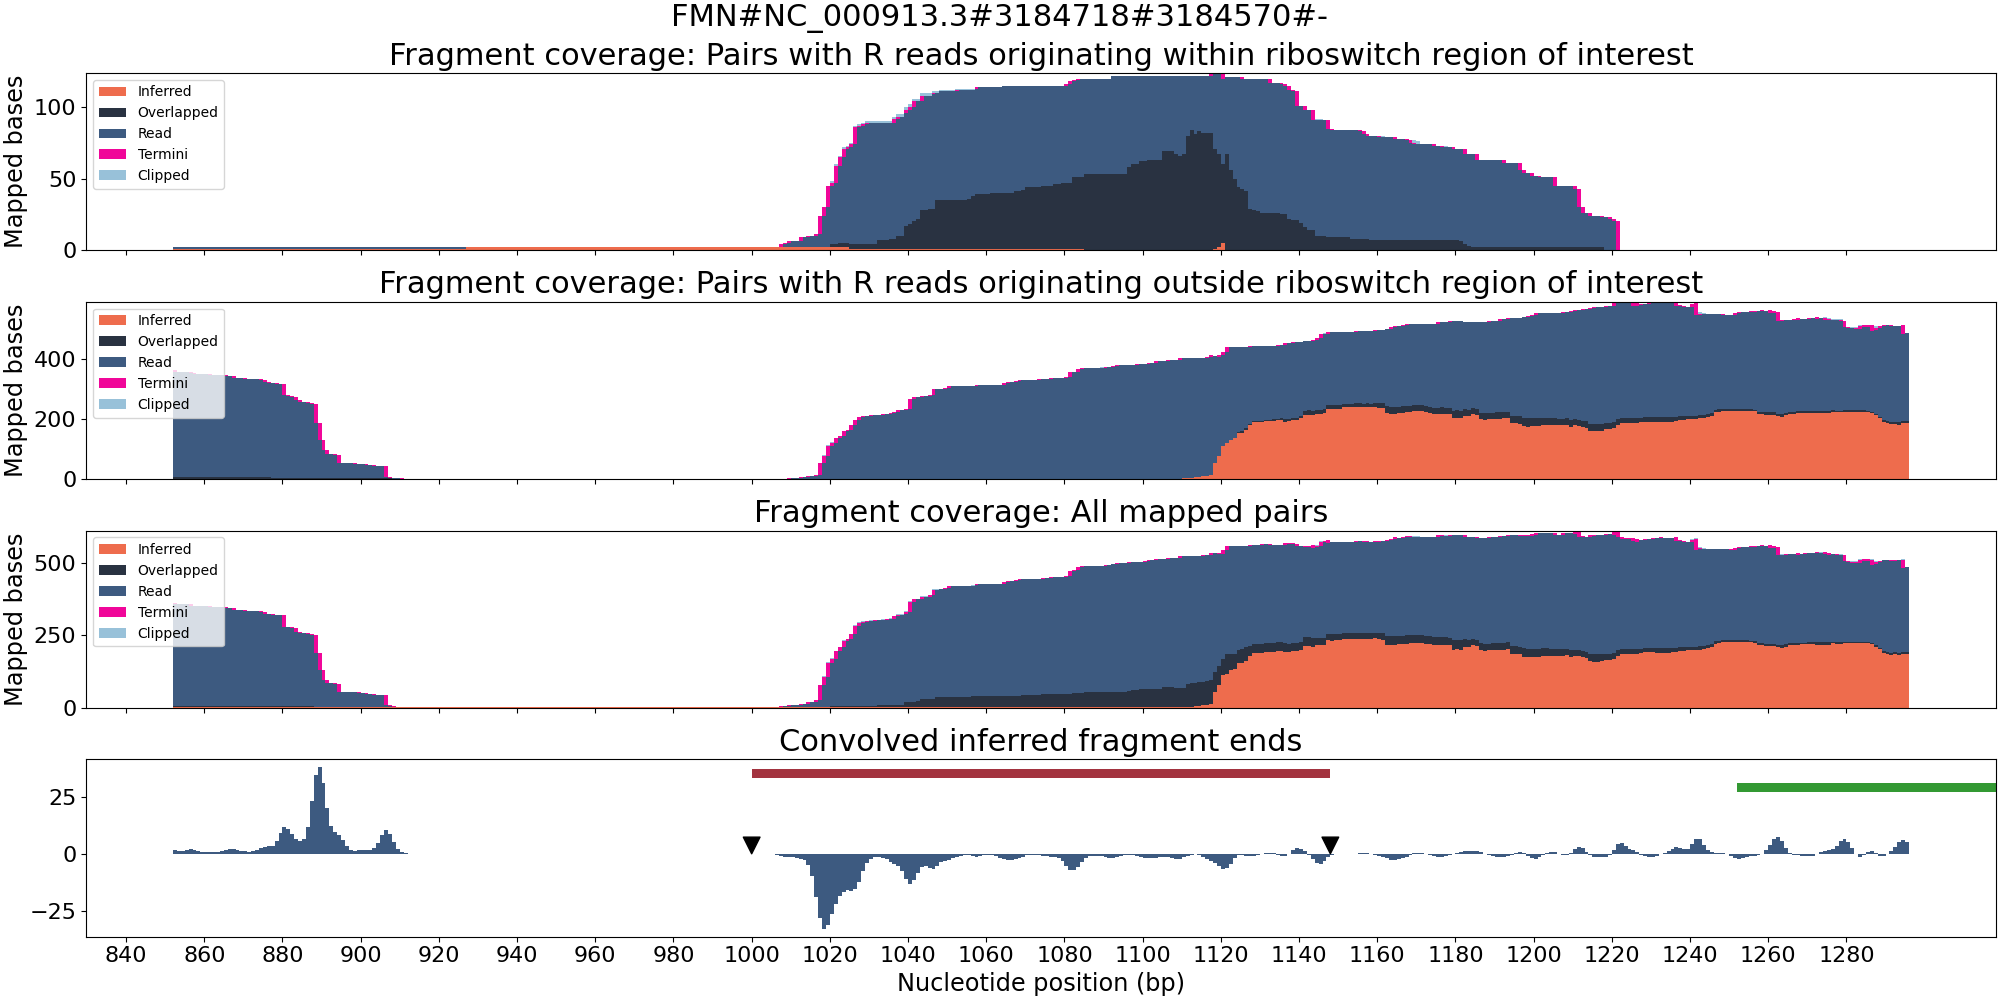 FMN#NC_000913.3#3184718#3184570#-
Fragment coverage: Pairs with R reads originating within riboswitch region of interest
Mapped bases
100
50
0
Inferred
Overlapped
Read
Termini
Clipped
Fragment coverage: Pairs with R reads originating outside riboswitch region of interest
Mapped bases
400
200
0
Inferred
Overlapped
Read
Termini
Clipped
Fragment coverage: All mapped pairs
Mapped bases
500
250
0
Inferred
Overlapped
Read
Termini
Clipped
Convolved inferred fragment ends
25
0
−25
840 860 880 900 920 940 960 980 1000 1020 1040 1060 1080 1100 1120 1140 1160 1180 1200 1220 1240 1260 1280
Nucleotide position (bp)